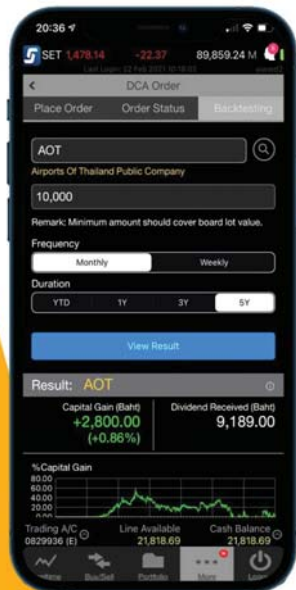 20:36
SET 1,478.14 -22.37 89,859.24 M
DCA Order
Place Order Order Status Backtesting
AOT
Airports Of Thailand Public Company
10,000
Remark: Minimum amount should cover board lot value.
Frequency
Monthly Weekly
Duration
YTD 1Y 3Y 5Y
View Result
Result: AOT
Capital Gain (Baht) Dividend Received (Baht)
+2,800.00 9,189.00
(+0.86%)
%Capital Gain
80.00
60.00
40.00
20.00
0.00
Trading A/C Line Available Cash Balance
0829936 (E) 21,818.69 21,818.69
Buy/Sell Portfolio More